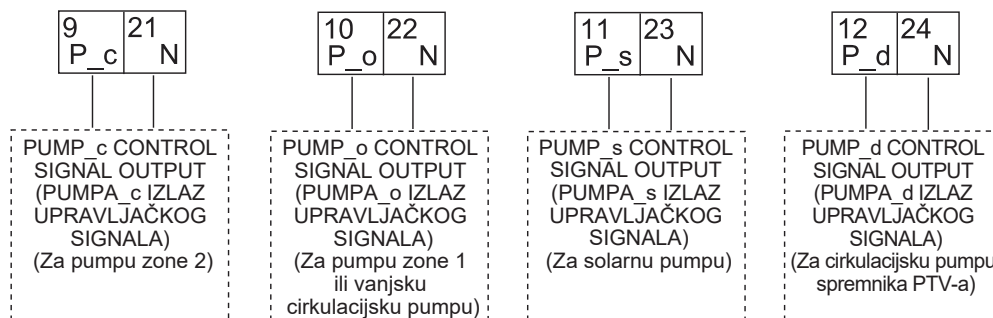 9 21
P_c N
10 22
P_o N
11 23
P_s N
12 24
P_d N
PUMP_c CONTROL
SIGNAL OUTPUT
(PUMPA_c IZLAZ
UPRAVLJAČKOG
SIGNALA)
(Za pumpu zone 2)
PUMP_o CONTROL
SIGNAL OUTPUT
(PUMPA_o IZLAZ
UPRAVLJAČKOG
SIGNALA)
(Za pumpu zone 1
ili vanjsku
cirkulacijsku pumpu)
PUMP_s CONTROL
SIGNAL OUTPUT
(PUMPA_s IZLAZ
UPRAVLJAČKOG
SIGNALA)
(Za solarnu pumpu)
PUMP_d CONTROL
SIGNAL OUTPUT
(PUMPA_d IZLAZ
UPRAVLJAČKOG
SIGNALA)
(Za cirkulacijsku pumpu
spremnika PTV-a)